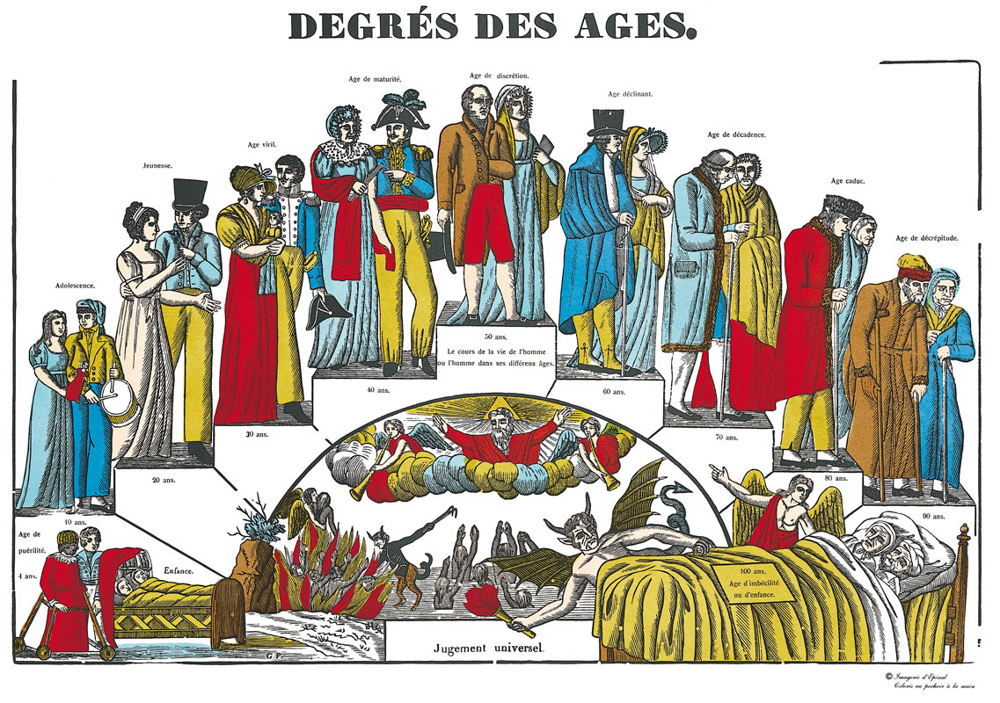 DEGRÉS DES AGES.
Age de maturité.
Age de discrétion.
Age déclinant.
Age viril.
Age de décadence.
Jeunesse.
Age caduc.
Adolescence.
Age de décrépitude.
50 ans.
Le cours de la vie de l'homme
ou l'homme dans ses différens âges.
40 ans.
60 ans.
30 ans.
70 ans.
20 ans.
80 ans.
10 ans.
90 ans.
Age de
puérilité.
4 ans.
Enfance.
100 ans.
Age d'imbécilité
ou d'enfance.
Jugement universel.
G. P.
© Imagerie d'Epinal
Coloris au pochoir à la main